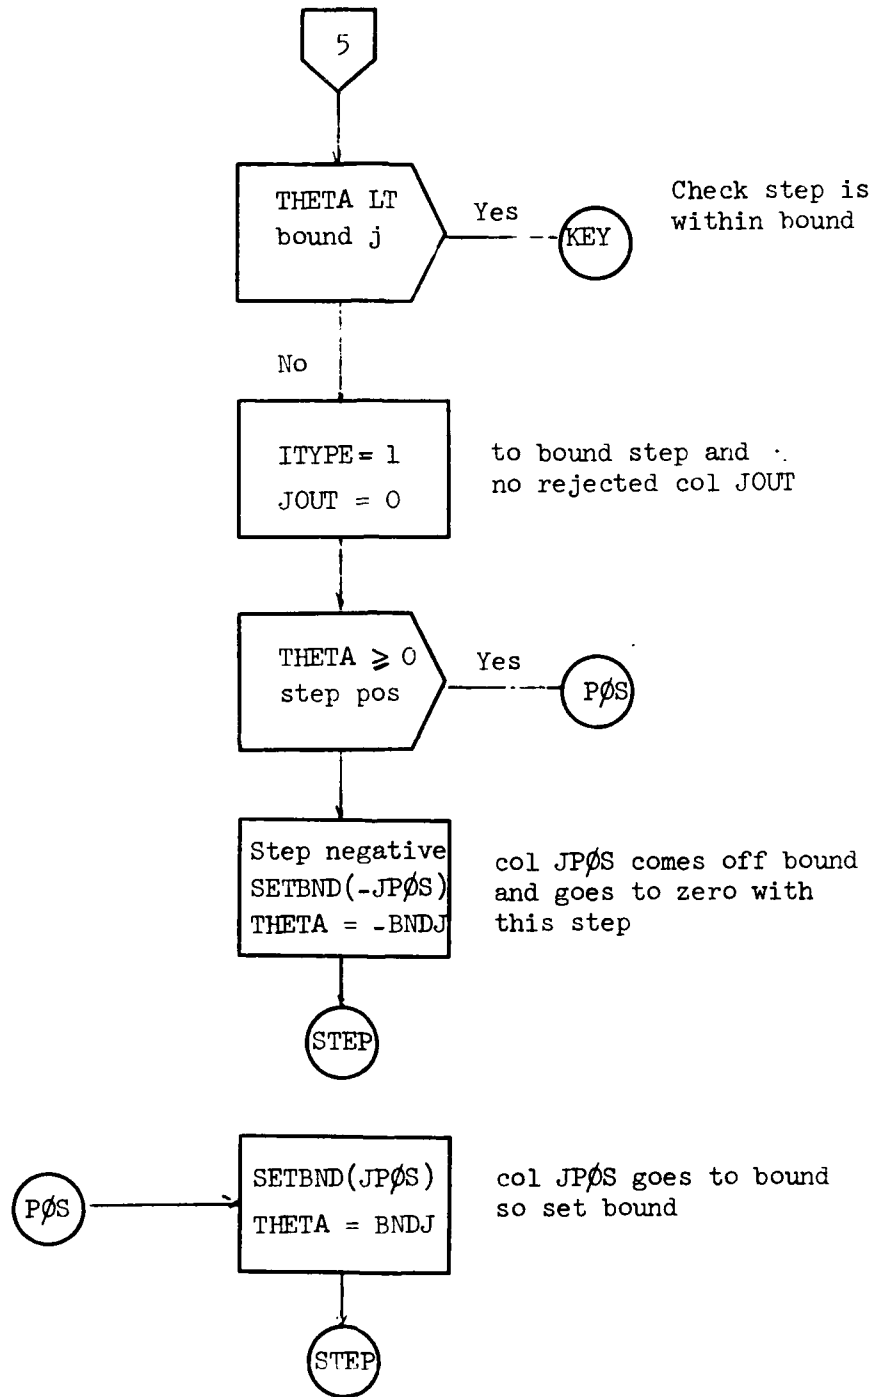 5
THETA LT
bound j
Yes
KEY
Check step is
within bound
No
ITYPE = 1
JOUT = 0
to bound step and
no rejected col JOUT
THETA ⩾ 0
step pos
Yes
PØS
Step negative
SETBND(-JPØS)
THETA = -BNDJ
col JPØS comes off bound
and goes to zero with
this step
STEP
PØS
SETBND(JPØS)
THETA = BNDJ
col JPØS goes to bound
so set bound
STEP